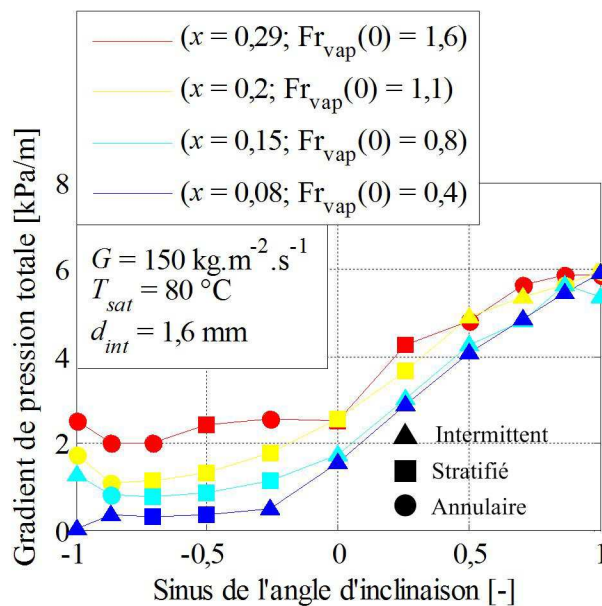 (x = 0,29; Fr_vap(0) = 1,6)
(x = 0,2; Fr_vap(0) = 1,1)
(x = 0,15; Fr_vap(0) = 0,8)
(x = 0,08; Fr_vap(0) = 0,4)
G = 150 kg.m⁻².s⁻¹
T_sat = 80 °C
d_int = 1,6 mm
Gradient de pression totale [kPa/m]
8
6
4
2
0
Intermittent
Stratifié
Annulaire
-1 -0,5 0 0,5 1
Sinus de l'angle d'inclinaison [-]